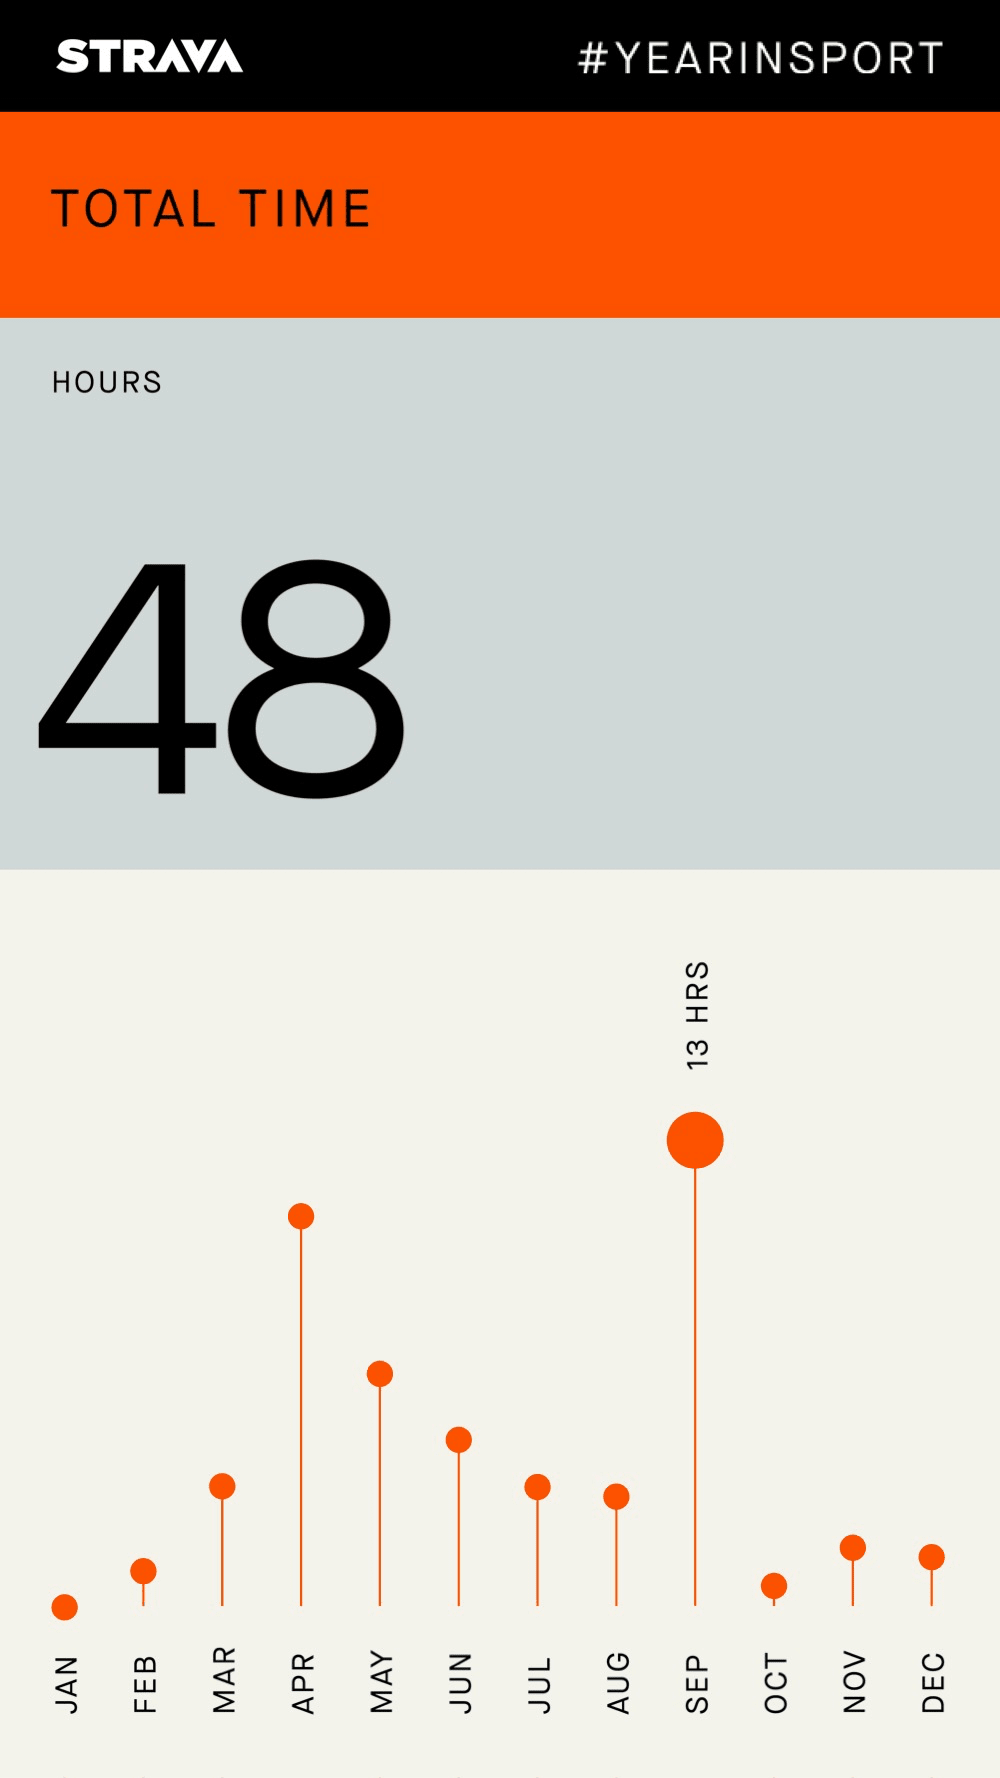 STRAVA #YEARINSPORT
TOTAL TIME
HOURS
48
13 HRS
JAN FEB MAR APR MAY JUN JUL AUG SEP OCT NOV DEC